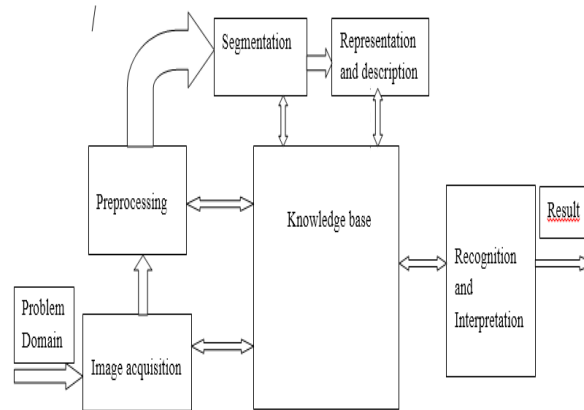 Segmentation
Representation
and description
Preprocessing
Knowledge base
Result
Recognition
and
Interpretation
Problem
Domain
Image acquisition